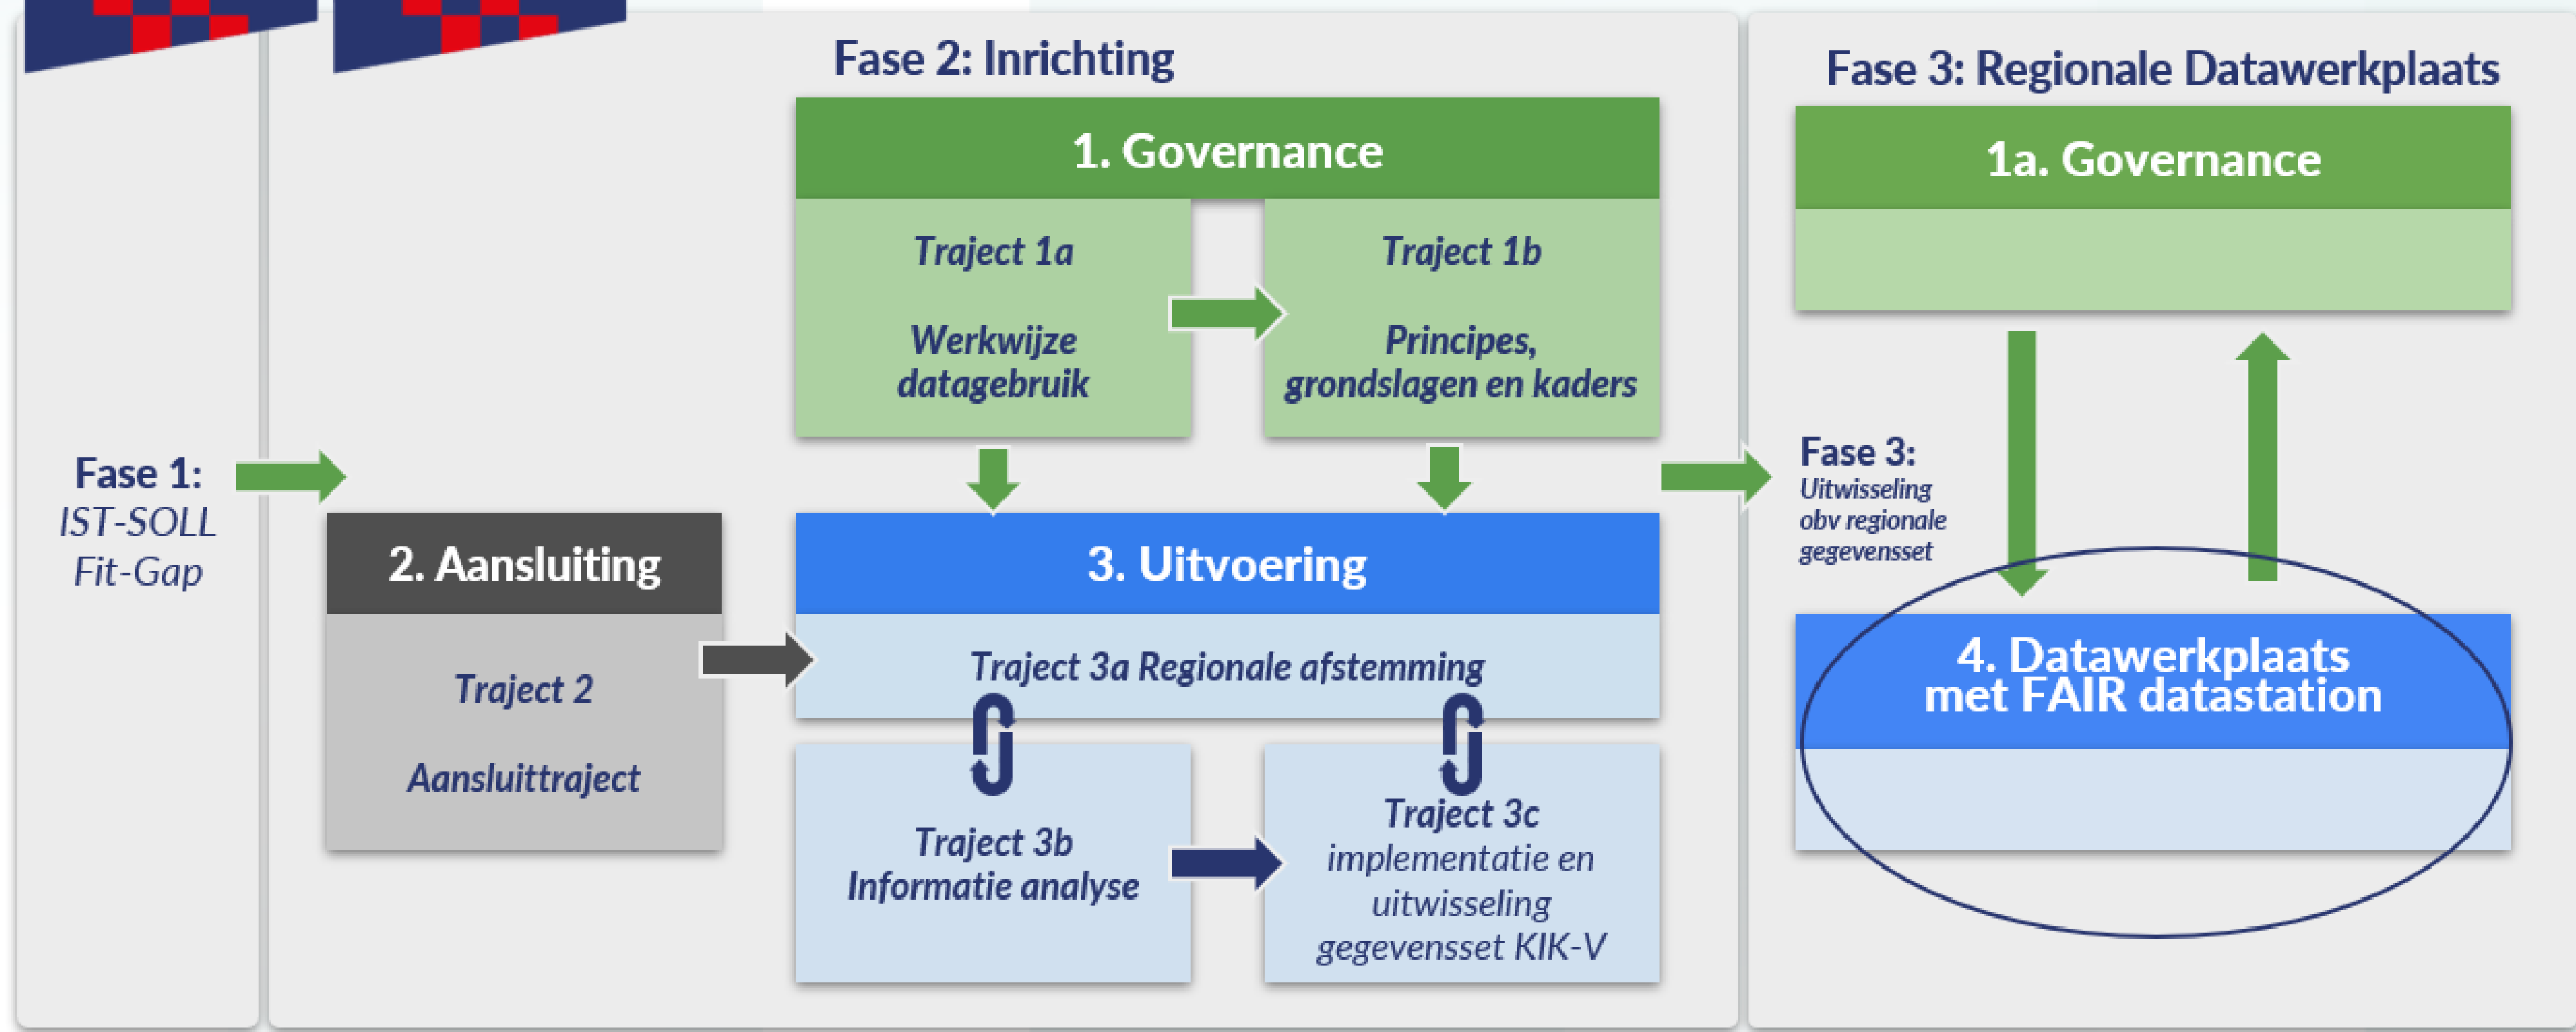 Fase 1:
IST-SOLL
Fit-Gap
Fase 2: Inrichting
1. Governance
Traject 1a
Werkwijze
datagebruik
Traject 1b
Principes,
grondslagen en kaders
2. Aansluiting
Traject 2
Aansluittraject
3. Uitvoering
Traject 3a Regionale afstemming
Traject 3b
Informatie analyse
Traject 3c
implementatie en
uitwisseling
gegevensset KIK-V
Fase 3: Regionale Datawerkplaats
1a. Governance
Fase 3:
Uitwisseling
obv regionale
gegevensset
4. Datawerkplaats
met FAIR datastation